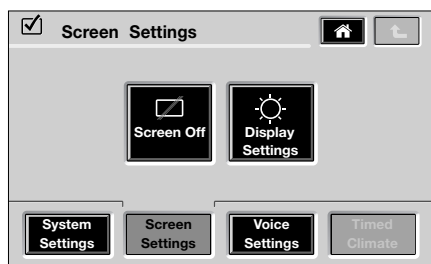 Screen Settings
Screen Off
Display
Settings
System
Settings
Screen
Settings
Voice
Settings
Timed
Climate